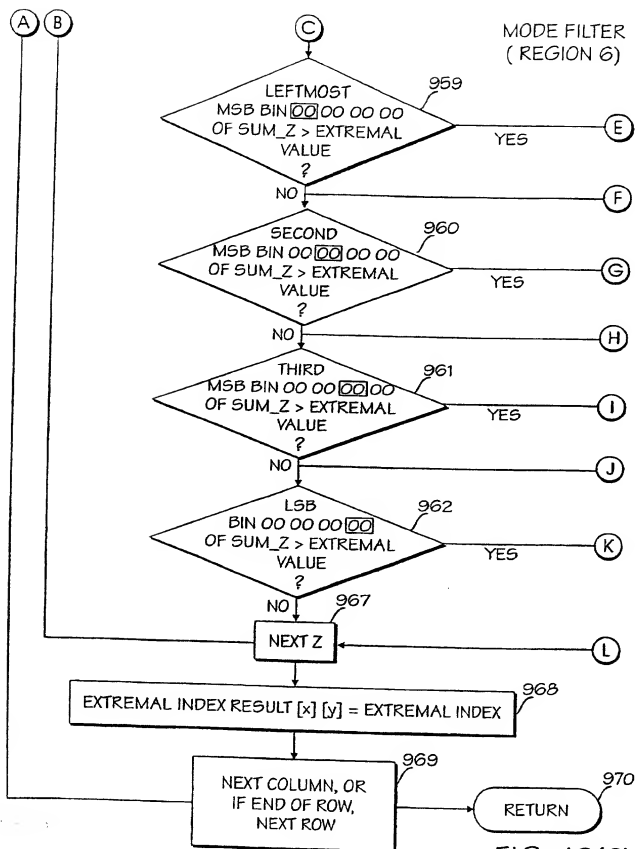 A B C
MODE FILTER
( REGION 6)
959
LEFTMOST
MSB BIN 00 00 00 00
OF SUM_Z > EXTREMAL
VALUE
?
YES E
NO F
960
SECOND
MSB BIN 00 00 00 00
OF SUM_Z > EXTREMAL
VALUE
?
YES G
NO H
961
THIRD
MSB BIN 00 00 00 00
OF SUM_Z > EXTREMAL
VALUE
?
YES I
NO J
962
LSB
BIN 00 00 00 00
OF SUM_Z > EXTREMAL
VALUE
?
YES K
NO 967
NEXT Z L
968
EXTREMAL INDEX RESULT [x] [y] = EXTREMAL INDEX
969
NEXT COLUMN, OR
IF END OF ROW,
NEXT ROW
970
RETURN